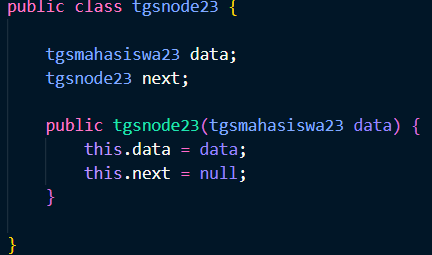 public class tgsnode23 {
    tgsmahasiswa23 data;
    tgsnode23 next;
    public tgsnode23(tgsmahasiswa23 data) {
        this.data = data;
        this.next = null;
    }
}